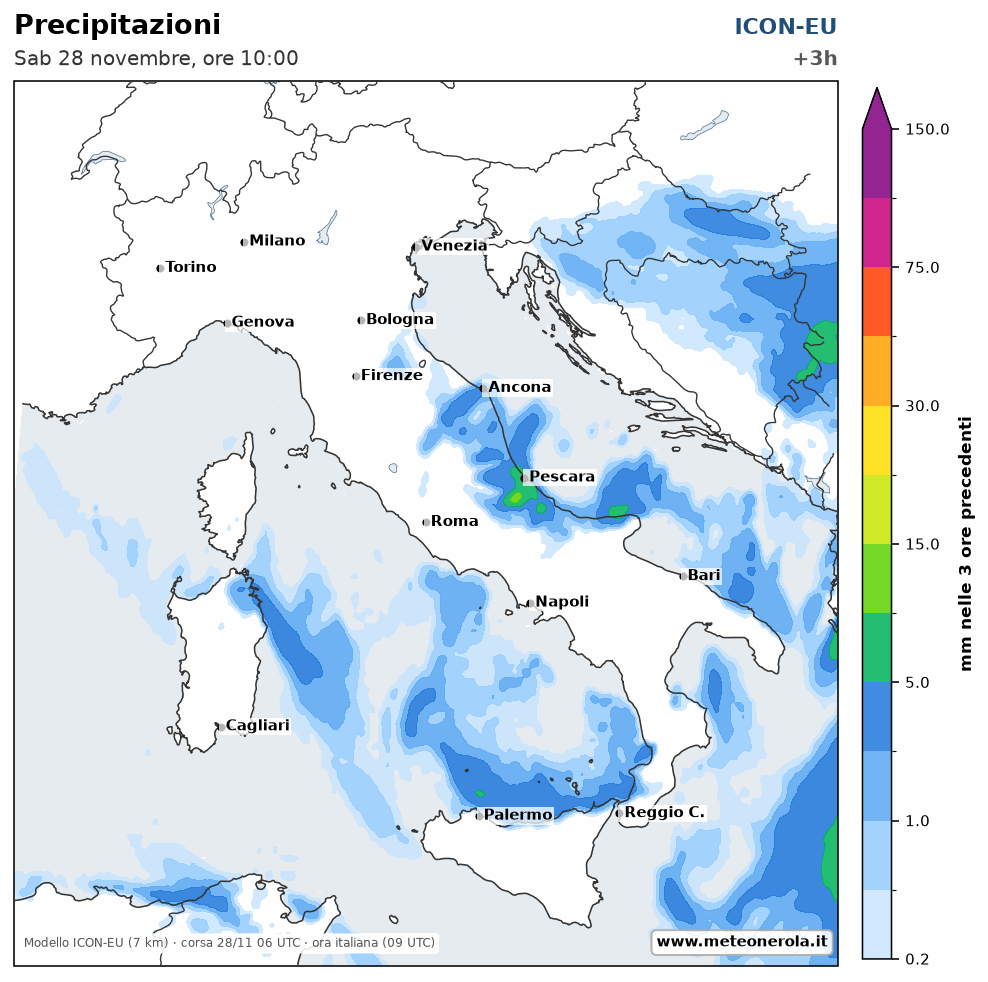 Precipitazioni
ICON-EU
Sab 28 novembre, ore 10:00
+3h
150.0
75.0
30.0
15.0
5.0
1.0
0.2
mm nelle 3 ore precedenti
Milano
Venezia
Torino
Genova
Bologna
Firenze
Ancona
Pescara
Roma
Bari
Napoli
Cagliari
Palermo
Reggio C.
Modello ICON-EU (7 km) · corsa 28/11 06 UTC · ora italiana (09 UTC)
www.meteonerola.it